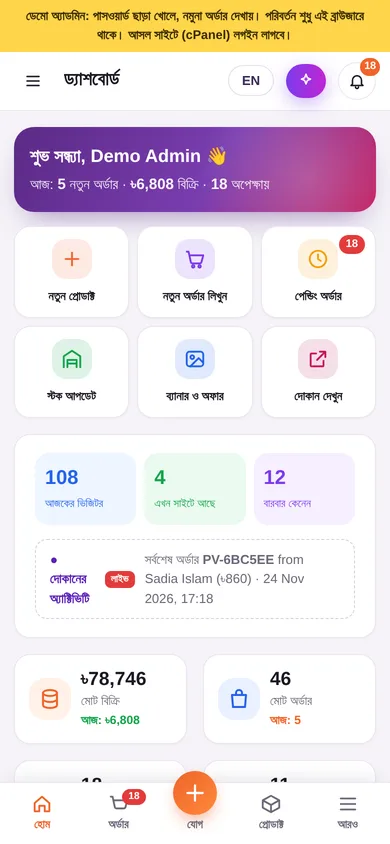 ডেমো অ্যাডমিন: পাসওয়ার্ড ছাড়া খোলে, নমুনা অর্ডার দেখায়। পরিবর্তন শুধু এই ব্রাউজারে
থাকে। আসল সাইটে (cPanel) লগইন লাগবে।
ড্যাশবোর্ড
EN
18
শুভ সন্ধ্যা, Demo Admin 👋
আজ: 5 নতুন অর্ডার · ৳6,808 বিক্রি · 18 অপেক্ষায়
18
নতুন প্রোডাক্ট
নতুন অর্ডার লিখুন
পেন্ডিং অর্ডার
স্টক আপডেট
ব্যানার ও অফার
দোকান দেখুন
108
আজকের ভিজিটর
4
এখন সাইটে আছে
12
বারবার কেনেন
দোকানের
অ্যাক্টিভিটি
লাইভ
সর্বশেষ অর্ডার PV-6BC5EE from
Sadia Islam (৳860) · 24 Nov
2026, 17:18
৳78,746
মোট বিক্রি
আজ: ৳6,808
46
মোট অর্ডার
আজ: 5
18
হোম
অর্ডার
যোগ
প্রোডাক্ট
আরও